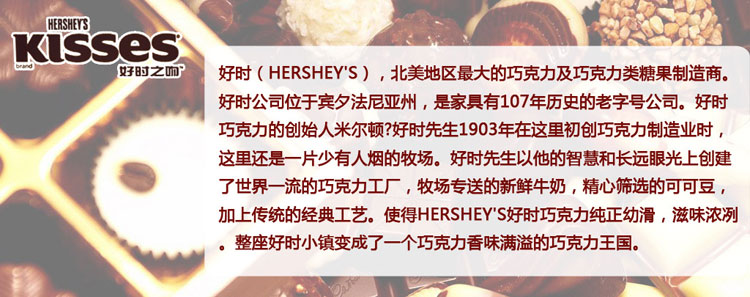 HERSHEY'S
KISSES
brand
好时之吻
好时（HERSHEY'S），北美地区最大的巧克力及巧克力类糖果制造商。
好时公司位于宾夕法尼亚州，是家具有107年历史的老字号公司。好时
巧克力的创始人米尔顿?好时先生1903年在这里初创巧克力制造业时，
这里还是一片少有人烟的牧场。好时先生以他的智慧和长远眼光上创建
了世界一流的巧克力工厂，牧场专送的新鲜牛奶，精心筛选的可可豆，
加上传统的经典工艺。使得HERSHEY'S好时巧克力纯正幼滑，滋味浓冽
。整座好时小镇变成了一个巧克力香味满溢的巧克力王国。